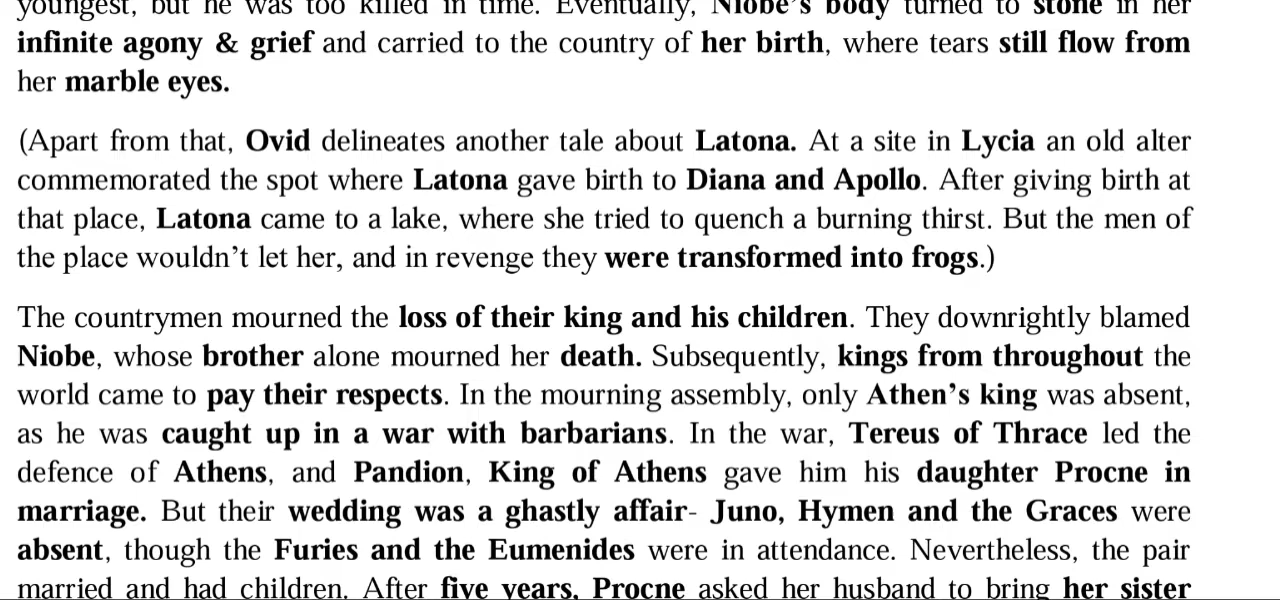 youngest, but he was too killed in time. Eventually, Niobe's body turned to stone in her
infinite agony & grief and carried to the country of her birth, where tears still flow from
her marble eyes.
(Apart from that, Ovid delineates another tale about Latona. At a site in Lycia an old alter
commemorated the spot where Latona gave birth to Diana and Apollo. After giving birth at
that place, Latona came to a lake, where she tried to quench a burning thirst. But the men of
the place wouldn't let her, and in revenge they were transformed into frogs.)
The countrymen mourned the loss of their king and his children. They downrightly blamed
Niobe, whose brother alone mourned her death. Subsequently, kings from throughout the
world came to pay their respects. In the mourning assembly, only Athen's king was absent,
as he was caught up in a war with barbarians. In the war, Tereus of Thrace led the
defence of Athens, and Pandion, King of Athens gave him his daughter Procne in
marriage. But their wedding was a ghastly affair- Juno, Hymen and the Graces were
absent, though the Furies and the Eumenides were in attendance. Nevertheless, the pair
married and had children. After five years, Procne asked her husband to bring her sister